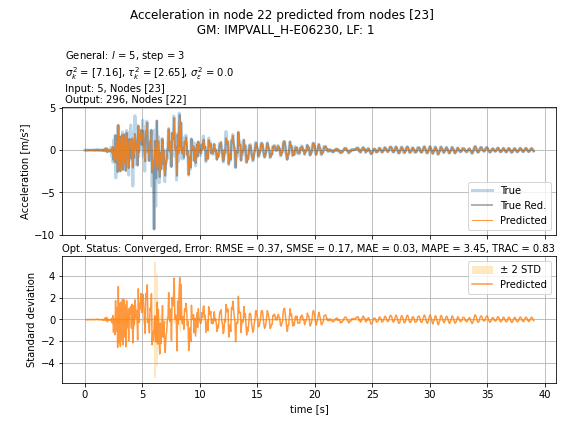 Acceleration in node 22 predicted from nodes [23]
GM: IMPVALL_H-E06230, LF: 1
General: l = 5, step = 3
σ²ₖ = [7.16], τ²ₖ = [2.65], σ²ᵣ = 0.0
Input: 5, Nodes [23]
Output: 296, Nodes [22]
Acceleration [m/s²]
5
0
−5
−10
True
True Red.
Predicted
Opt. Status: Converged, Error: RMSE = 0.37, SMSE = 0.17, MAE = 0.03, MAPE = 3.45, TRAC = 0.83
Standard deviation
4
2
0
−2
−4
± 2 STD
Predicted
0 5 10 15 20 25 30 35 40
time [s]